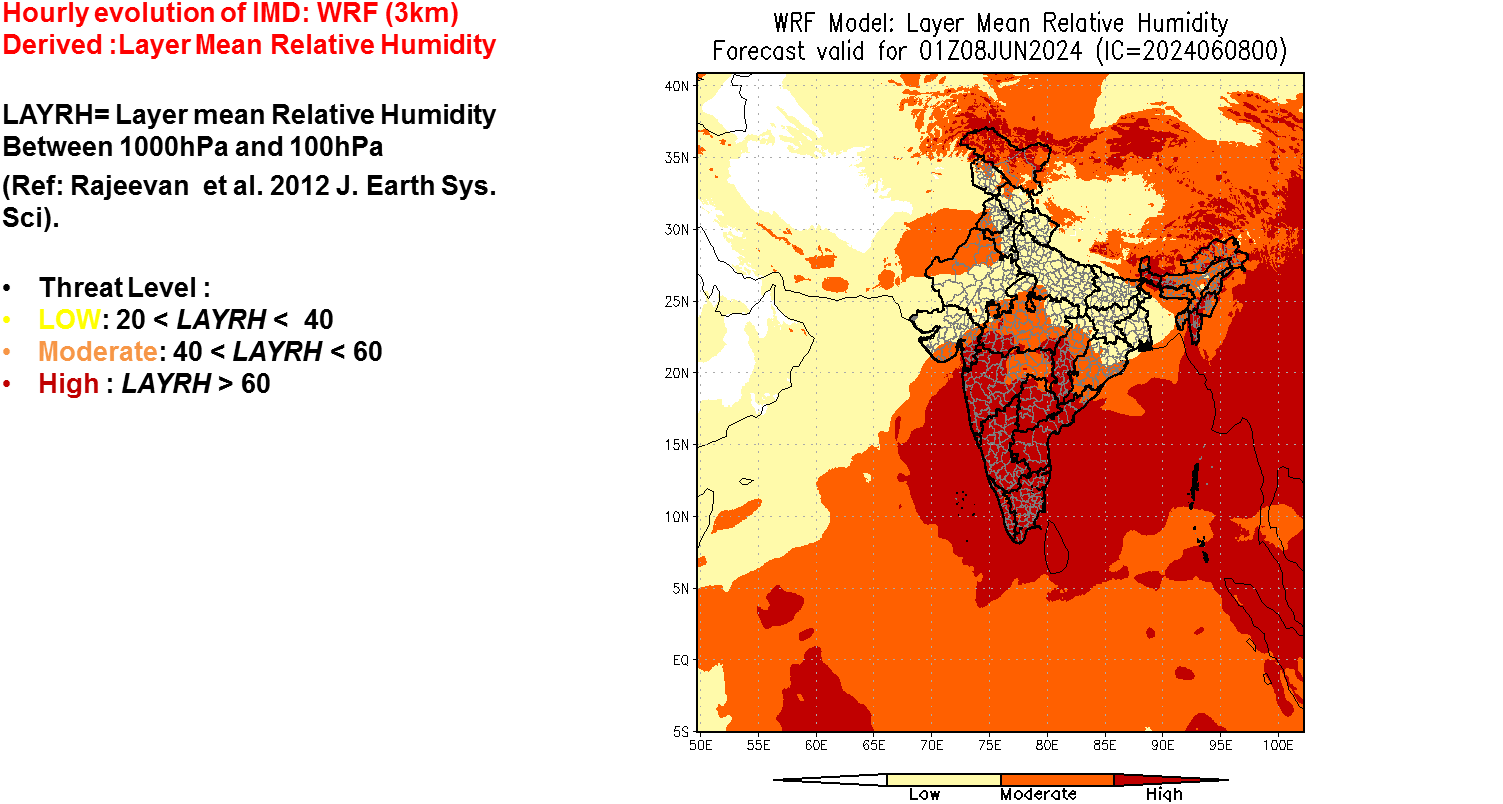 Hourly evolution of IMD: WRF (3km)
Derived :Layer Mean Relative Humidity
LAYRH= Layer mean Relative Humidity
Between 1000hPa and 100hPa
(Ref: Rajeevan et al. 2012 J. Earth Sys.
Sci).
• Threat Level :
• LOW: 20 < LAYRH < 40
• Moderate: 40 < LAYRH < 60
• High : LAYRH > 60
WRF Model: Layer Mean Relative Humidity
Forecast valid for 01Z08JUN2024 (IC=2024060800)
40N
35N
30N
25N
20N
15N
10N
5N
EQ
5S
50E 55E 60E 65E 70E 75E 80E 85E 90E 95E 100E
Low Moderate High